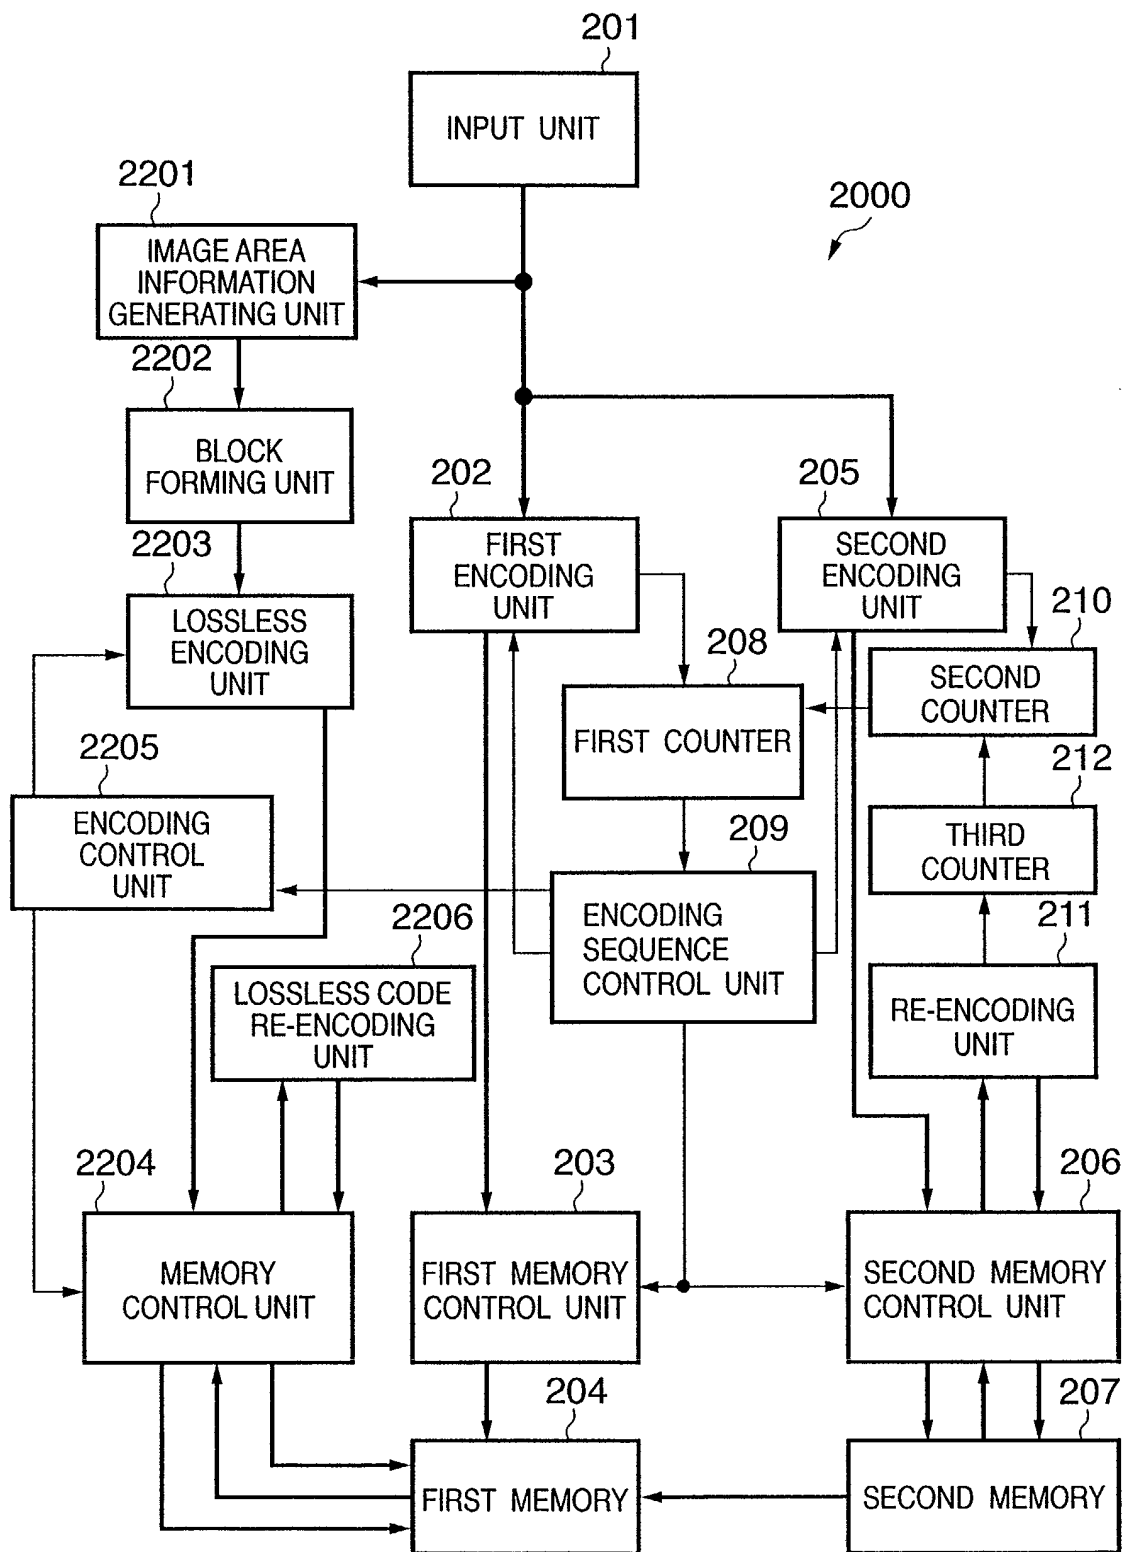 201
INPUT UNIT
2201
2000
IMAGE AREA
INFORMATION
GENERATING UNIT
2202
BLOCK
FORMING UNIT
202
205
FIRST
ENCODING
UNIT
SECOND
ENCODING
UNIT
2203
LOSSLESS
ENCODING
UNIT
210
208
SECOND
COUNTER
FIRST COUNTER
2205
212
ENCODING
CONTROL
UNIT
THIRD
COUNTER
209
ENCODING
SEQUENCE
CONTROL UNIT
2206
211
LOSSLESS CODE
RE-ENCODING
UNIT
RE-ENCODING
UNIT
2204
203
206
MEMORY
CONTROL UNIT
FIRST MEMORY
CONTROL UNIT
SECOND MEMORY
CONTROL UNIT
204
207
FIRST MEMORY
SECOND MEMORY